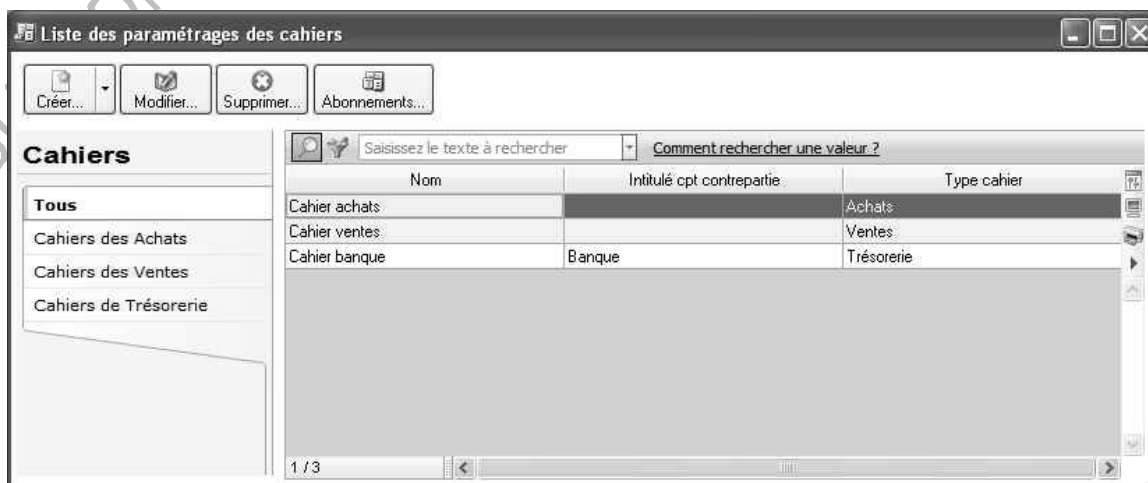 Liste des paramétrages des cahiers
Créer... Modifier... Supprimer... Abonnements...
Cahiers
Tous
Cahiers des Achats
Cahiers des Ventes
Cahiers de Trésorerie
Saisissez le texte à rechercher Comment rechercher une valeur ?
Nom Intitulé cpt contrepartie Type cahier
Cahier achats Achats
Cahier ventes Ventes
Cahier banque Banque Trésorerie
1 / 3